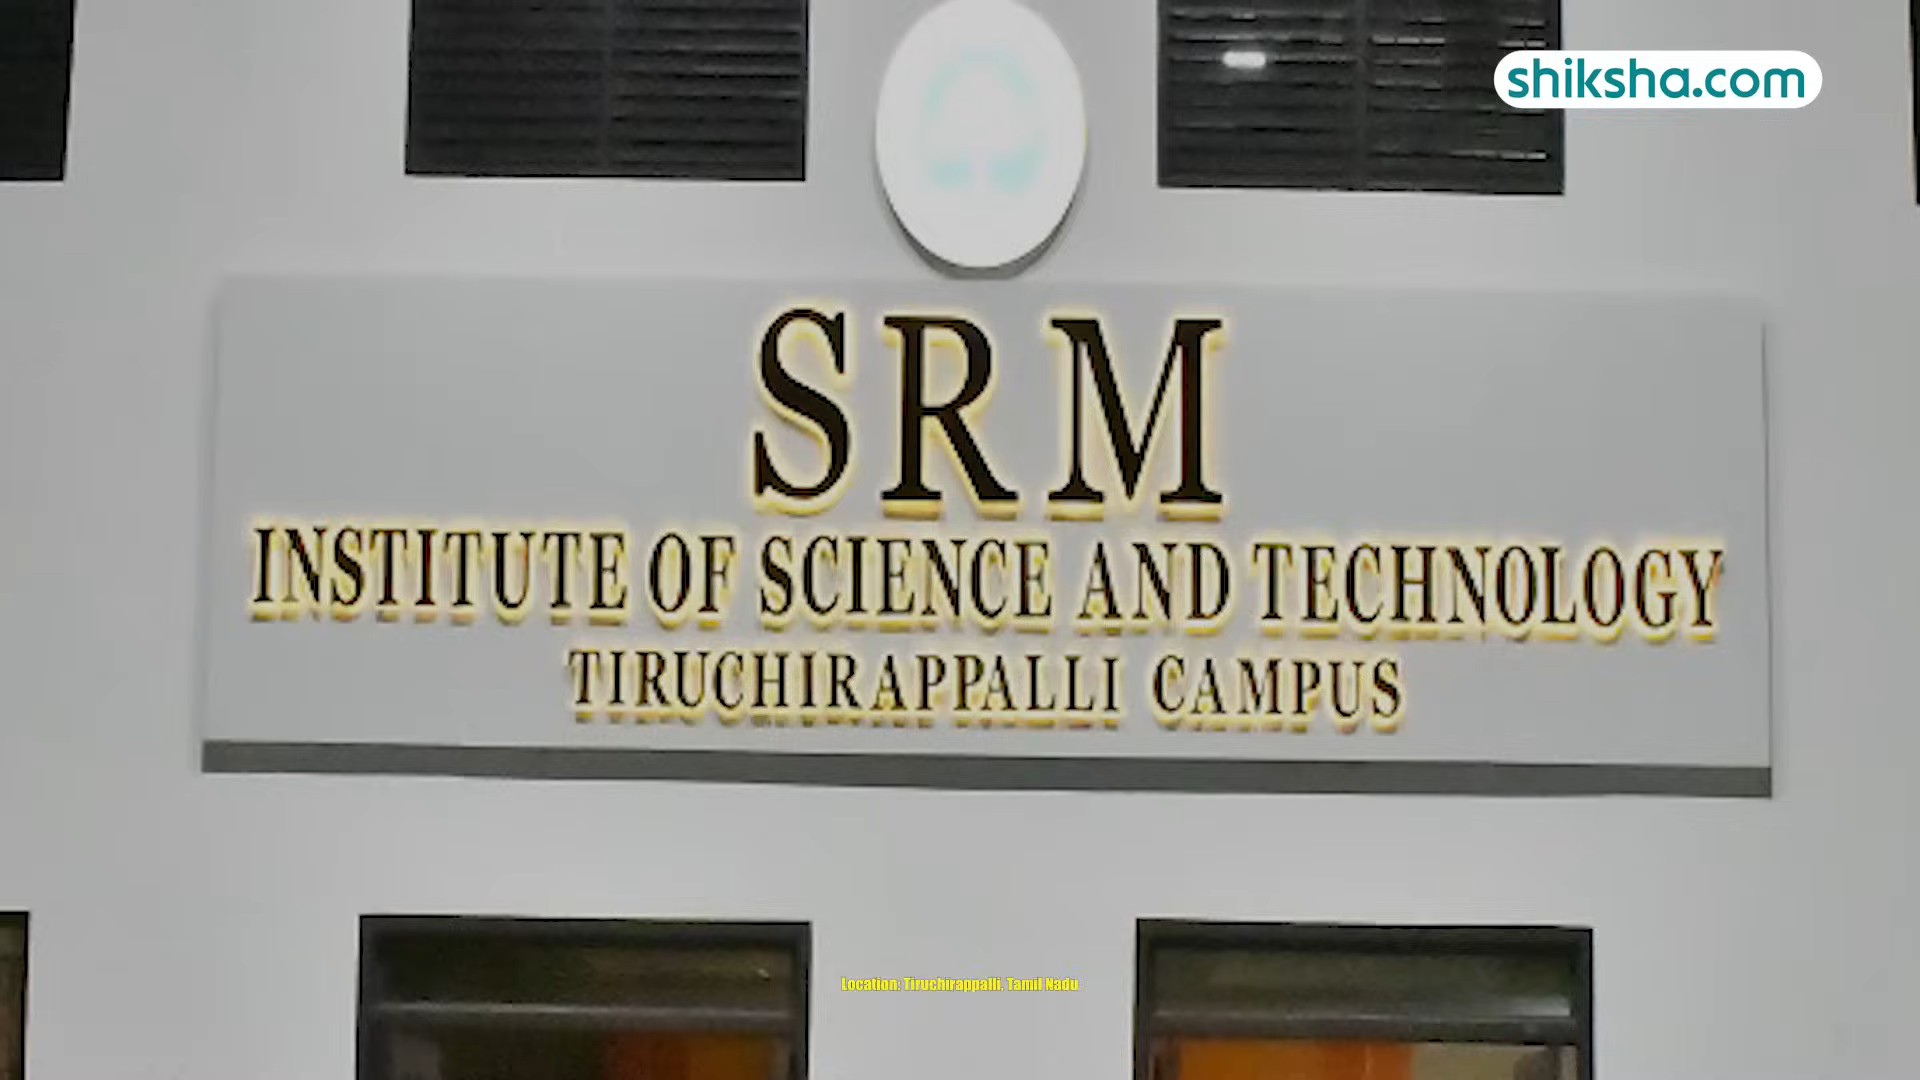 shiksha.com
SRM
INSTITUTE OF SCIENCE AND TECHNOLOGY
TIRUCHIRAPPALLI CAMPUS
Location: Tiruchirappalli, Tamil Nadu